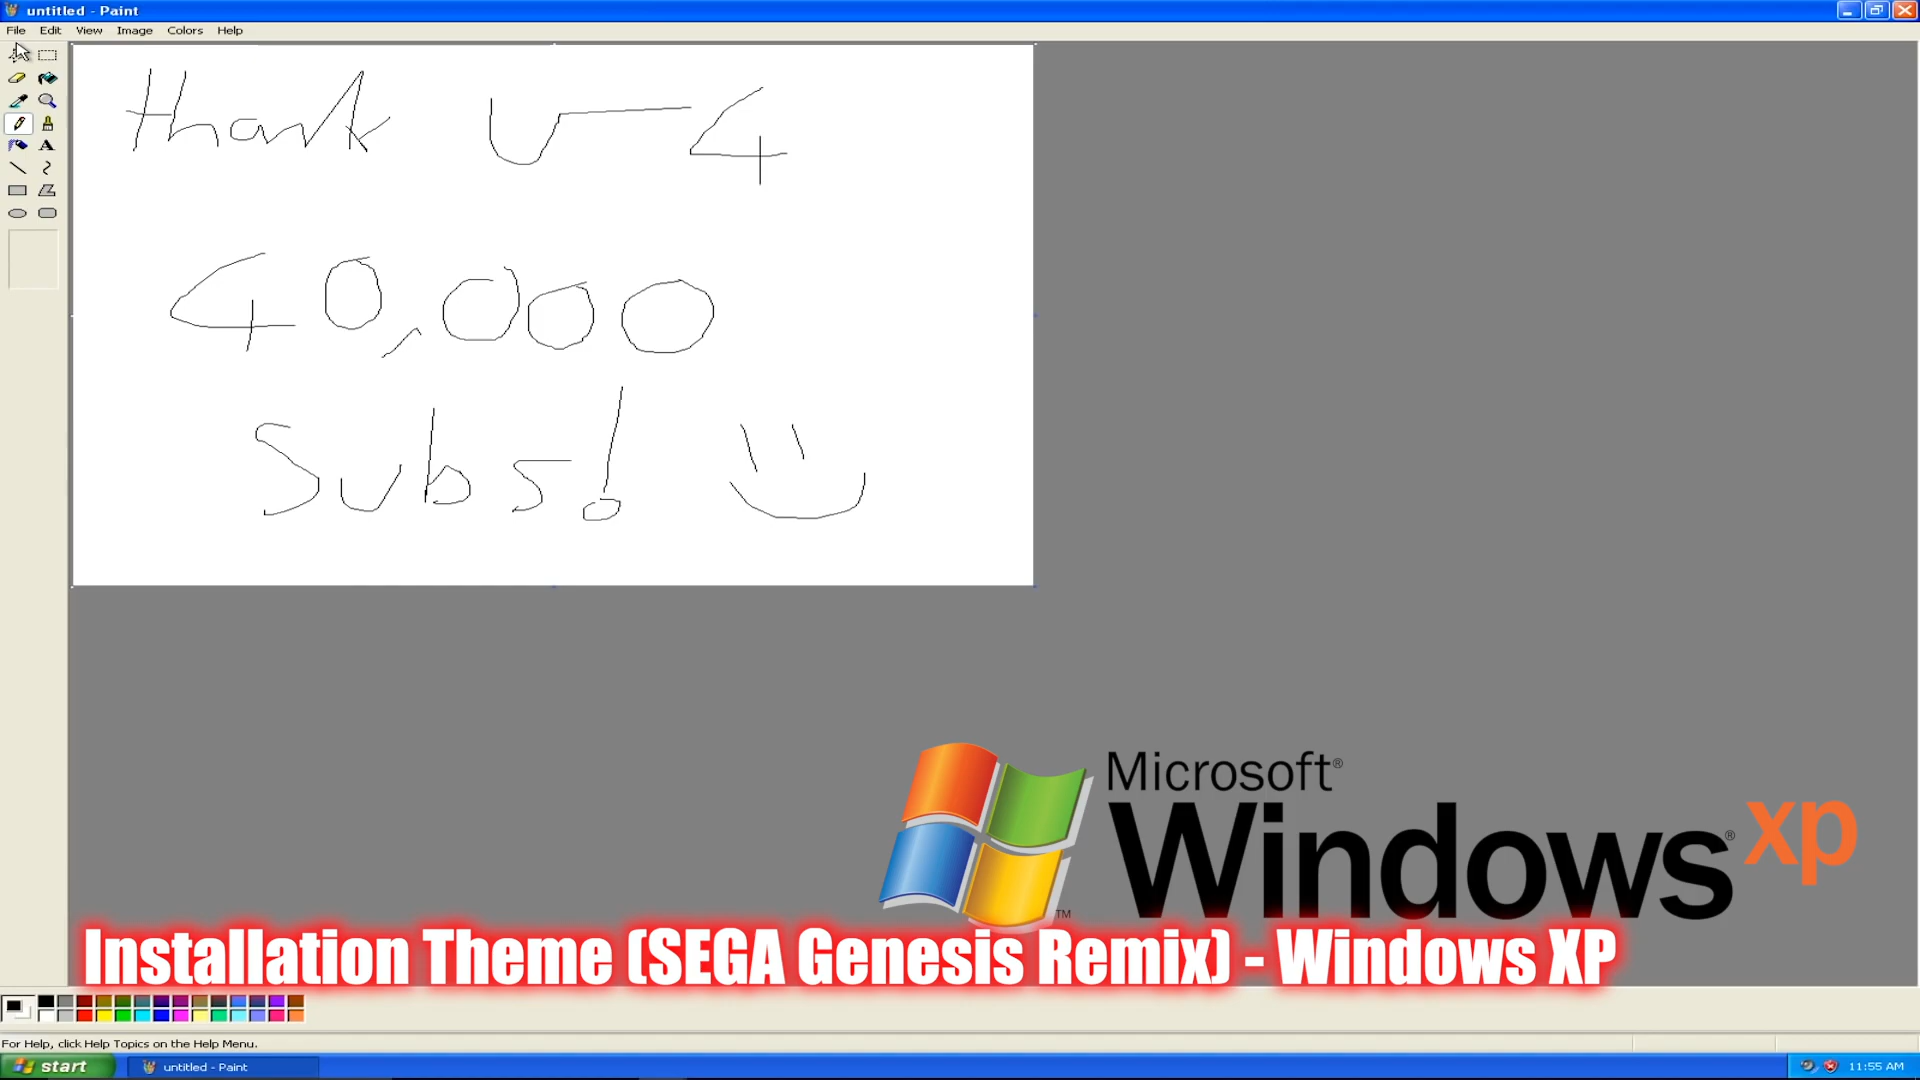 untitled - Paint
File Edit View Image Colors Help
A
thank U 4
40,000
Subs!
Microsoft®
Windows® xp
TM
Installation Theme (SEGA Genesis Remix) - Windows XP
For Help, click Help Topics on the Help Menu.
start untitled - Paint 11:55 AM